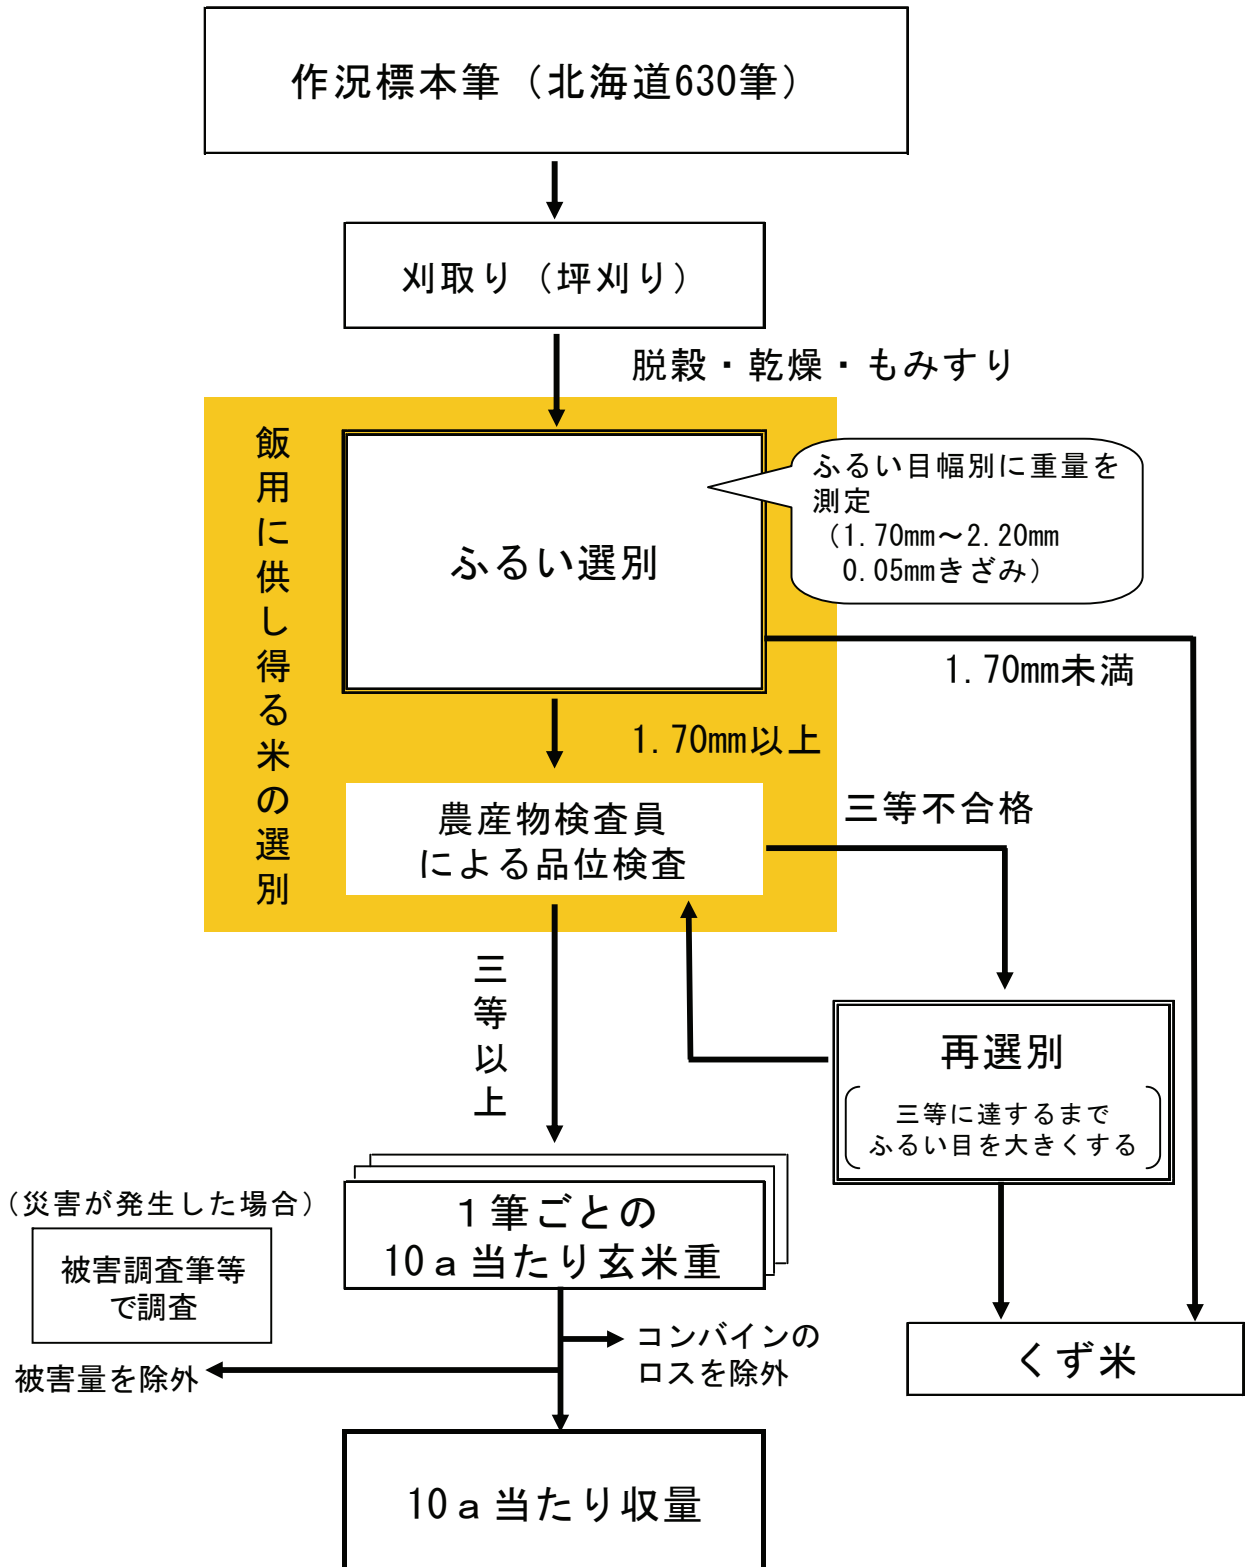 作況標本筆（北海道630筆）
刈取り（坪刈り）
脱穀・乾燥・もみすり
飯用に供し得る米の選別
ふるい選別
ふるい目幅別に重量を
測定
（1.70mm～2.20mm
0.05mmきざみ）
1.70mm未満
1.70mm以上
農産物検査員
による品位検査
三等不合格
三等以上
再選別
三等に達するまで
ふるい目を大きくする
１筆ごとの
10ａ当たり玄米重
（災害が発生した場合）
被害調査筆等
で調査
被害量を除外
コンバインの
ロスを除外
くず米
10ａ当たり収量